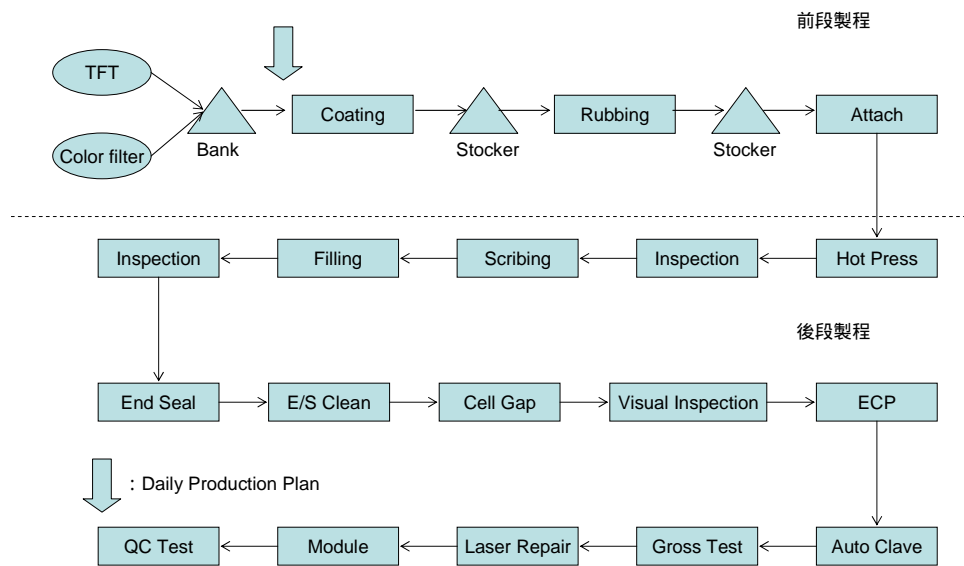 前段製程
TFT
Color filter
Bank
Coating
Stocker
Rubbing
Stocker
Attach
Inspection
Filling
Scribing
Inspection
Hot Press
後段製程
End Seal
E/S Clean
Cell Gap
Visual Inspection
ECP
: Daily Production Plan
QC Test
Module
Laser Repair
Gross Test
Auto Clave